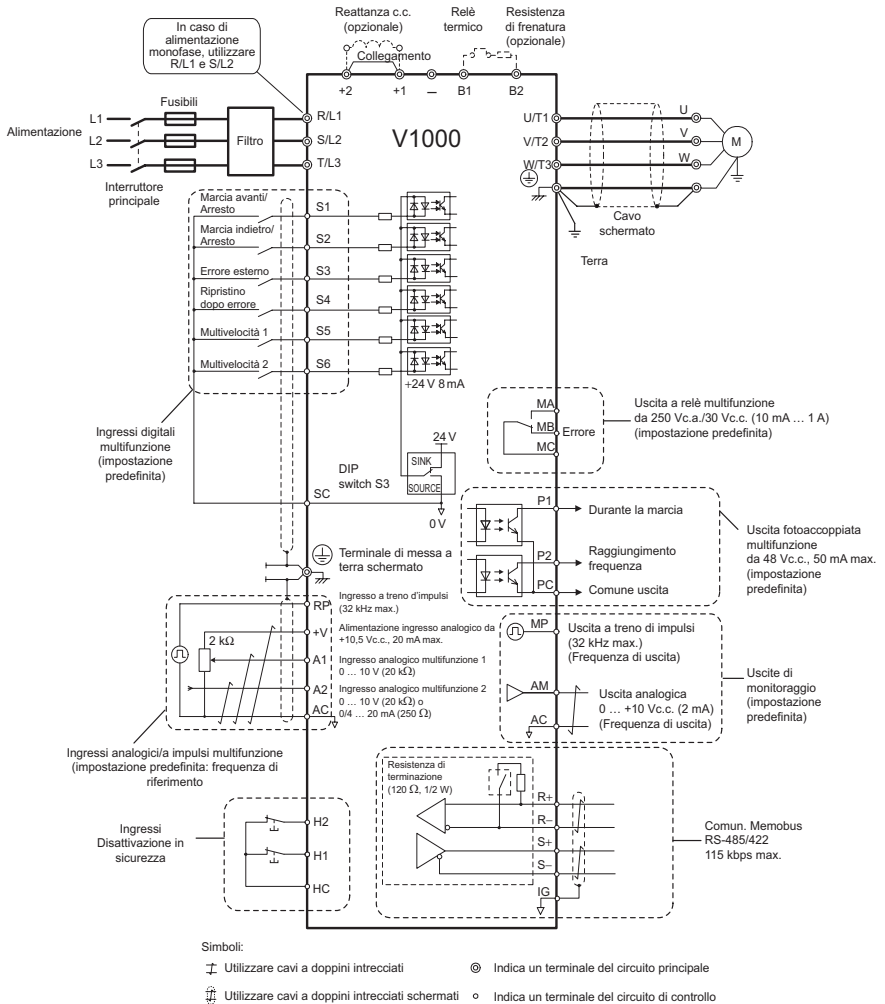 Reattanza c.c.
(opzionale)
Relè
termico
Resistenza
di frenatura
(opzionale)
In caso di
alimentazione
monofase, utilizzare
R/L1 e S/L2
Collegamento
+2
+1
–
B1
B2
Fusibili
L1
L2
L3
Alimentazione
Filtro
R/L1
S/L2
T/L3
V1000
U/T1
V/T2
W/T3
U
V
W
M
Interruttore
principale
Cavo
schermato
Terra
Marcia avanti/
Arresto
S1
Marcia indietro/
Arresto
S2
Errore esterno
S3
Ripristino
dopo errore
S4
Multivelocità 1
S5
Multivelocità 2
S6
+24 V 8 mA
Ingressi digitali
multifunzione
(impostazione
predefinita)
24 V
SINK
SOURCE
DIP
switch S3
SC
0 V
MA
MB
MC
Errore
Uscita a relè multifunzione
da 250 Vc.a./30 Vc.c. (10 mA … 1 A)
(impostazione predefinita)
P1
Durante la marcia
P2
Raggiungimento
frequenza
PC
Comune uscita
Uscita fotoaccoppiata
multifunzione
da 48 Vc.c., 50 mA max.
(impostazione
predefinita)
Terminale di messa a
terra schermato
RP
Ingresso a treno d'impulsi
(32 kHz max.)
+V
Alimentazione ingresso analogico da
+10,5 Vc.c., 20 mA max.
2 kΩ
A1
Ingresso analogico multifunzione 1
0 … 10 V (20 kΩ)
A2
Ingresso analogico multifunzione 2
0 … 10 V (20 kΩ) o
0/4 … 20 mA (250 Ω)
AC
Ingressi analogici/a impulsi multifunzione
(impostazione predefinita: frequenza di
riferimento
MP
Uscita a treno di impulsi
(32 kHz max.)
(Frequenza di uscita)
AM
Uscita analogica
0 … +10 Vc.c. (2 mA)
(Frequenza di uscita)
AC
Uscite di
monitoraggio
(impostazione
predefinita)
Resistenza di
terminazione
(120 Ω, 1/2 W)
R+
R–
S+
S–
IG
Comun. Memobus
RS-485/422
115 kbps max.
Ingressi
Disattivazione in
sicurezza
H2
H1
HC
Simboli:
Utilizzare cavi a doppini intrecciati
Indica un terminale del circuito principale
Utilizzare cavi a doppini intrecciati schermati
Indica un terminale del circuito di controllo